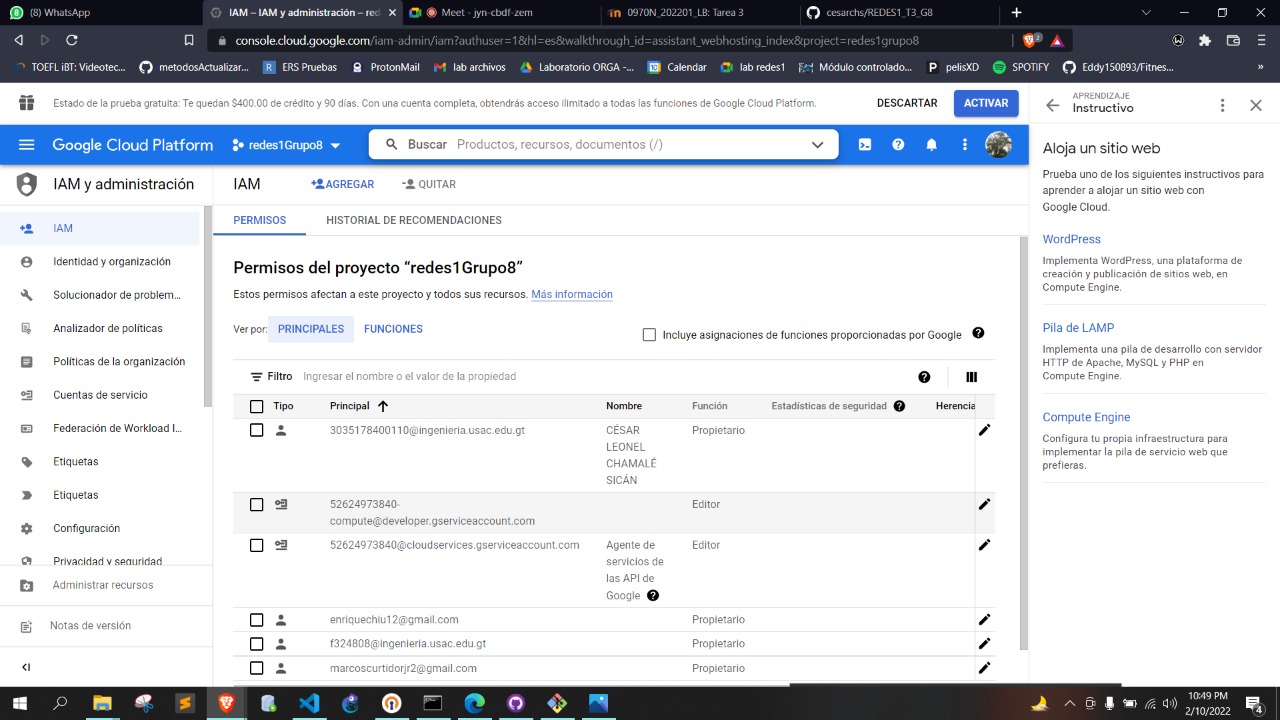 (8) WhatsApp
IAM – IAM y administración – red
Meet - jyn-cbdf-zem
0970N_202201_LB: Tarea 3
cesarchs/REDES1_T3_G8
console.cloud.google.com/iam-admin/iam?authuser=1&hl=es&walkthrough_id=assistant_webhosting_index&project=redes1grupo8
2
TOEFL iBT: Videotec...
metodosActualizar...
ERS Pruebas
ProtonMail
lab archivos
Laboratorio ORGA -...
Calendar
lab redes1
Módulo controlado...
pelisXD
SPOTIFY
Eddy150893/Fitnes...
»
Estado de la prueba gratuita: Te quedan $400.00 de crédito y 90 días. Con una cuenta completa, obtendrás acceso ilimitado a todas las funciones de Google Cloud Platform.
DESCARTAR
ACTIVAR
Google Cloud Platform
redes1Grupo8
Buscar Productos, recursos, documentos (/)
IAM y administración
IAM
Identidad y organización
Solucionador de problem...
Analizador de políticas
Políticas de la organización
Cuentas de servicio
Federación de Workload I...
Etiquetas
Etiquetas
Configuración
Privacidad y seguridad
Administrar recursos
Notas de versión
IAM
AGREGAR
QUITAR
PERMISOS
HISTORIAL DE RECOMENDACIONES
Permisos del proyecto “redes1Grupo8”
Estos permisos afectan a este proyecto y todos sus recursos. Más información
Ver por: PRINCIPALES FUNCIONES
Incluye asignaciones de funciones proporcionadas por Google
Filtro Ingresar el nombre o el valor de la propiedad
Tipo Principal Nombre Función Estadísticas de seguridad Herencia
3035178400110@ingenieria.usac.edu.gt CÉSAR Propietario
LEONEL
CHAMALÉ
SICÁN
52624973840- Editor
compute@developer.gserviceaccount.com
52624973840@cloudservices.gserviceaccount.com Agente de Editor
servicios de
las API de
Google
enriquechiu12@gmail.com Propietario
f324808@ingenieria.usac.edu.gt Propietario
marcoscurtidorjr2@gmail.com Propietario
APRENDIZAJE
Instructivo
Aloja un sitio web
Prueba uno de los siguientes instructivos para
aprender a alojar un sitio web con
Google Cloud.
WordPress
Implementa WordPress, una plataforma de
creación y publicación de sitios web, en
Compute Engine.
Pila de LAMP
Implementa una pila de desarrollo con servidor
HTTP de Apache, MySQL y PHP en
Compute Engine.
Compute Engine
Configura tu propia infraestructura para
implementar la pila de servicio web que
prefieras.
10:49 PM
2/10/2022
4